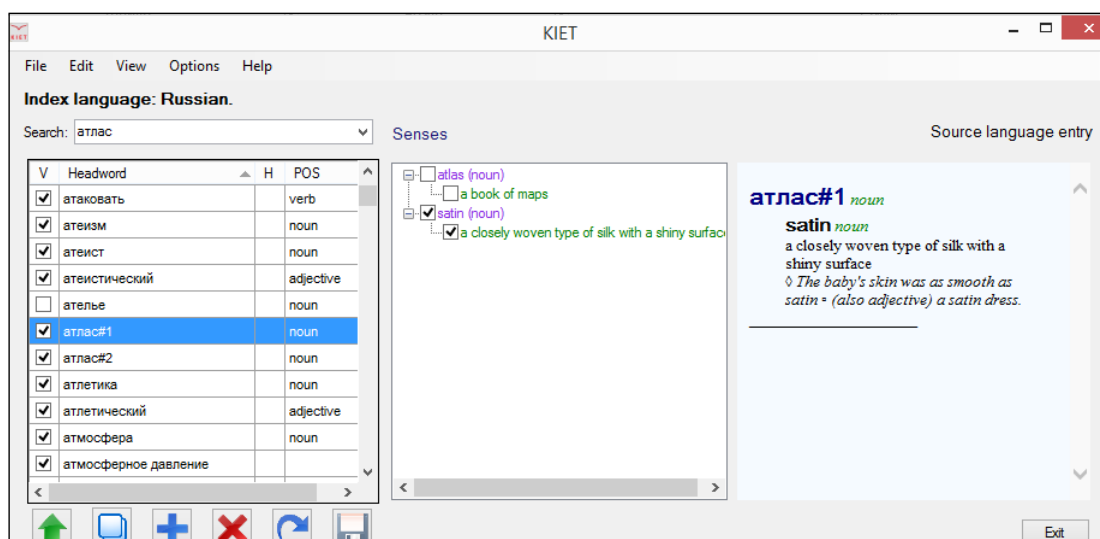 KIET
KIET
File Edit View Options Help
Index language: Russian.
Search: атлас
Senses
Source language entry
V Headword H POS
атаковать verb
атеизм noun
атеист noun
атеистический adjective
ателье noun
атлас#1 noun
атлас#2 noun
атлетика noun
атлетический adjective
атмосфера noun
атмосферное давление
atlas (noun)
a book of maps
satin (noun)
a closely woven type of silk with a shiny surfac
атлас#1 noun
satin noun
a closely woven type of silk with a
shiny surface
◊ The baby's skin was as smooth as
satin ▫ (also adjective) a satin dress.
Exit